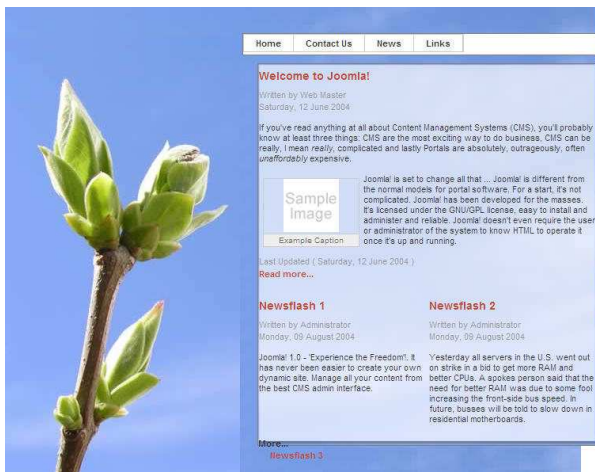 Home Contact Us News Links
Welcome to Joomla!
Written by Web Master
Saturday, 12 June 2004
If you've read anything at all about Content Management Systems (CMS), you'll probably
know at least three things: CMS are the most exciting way to do business, CMS can be
really, I mean really, complicated and lastly Portals are absolutely, outrageously, often
unaffordably expensive.
Sample
Image
Example Caption
Joomla! is set to change all that ... Joomla! is different from
the normal models for portal software. For a start, it's not
complicated. Joomla! has been developed for the masses.
It's licensed under the GNU/GPL license, easy to install and
administer and reliable. Joomla! doesn't even require the user
or administrator of the system to know HTML to operate it
once it's up and running.
Last Updated ( Saturday, 12 June 2004 )
Read more...
Newsflash 1
Written by Administrator
Monday, 09 August 2004
Joomla! 1.0 - 'Experience the Freedom'!. It
has never been easier to create your own
dynamic site. Manage all your content from
the best CMS admin interface.
Newsflash 2
Written by Administrator
Monday, 09 August 2004
Yesterday all servers in the U.S. went out
on strike in a bid to get more RAM and
better CPUs. A spokes person said that the
need for better RAM was due to some fool
increasing the front-side bus speed. In
future, busses will be told to slow down in
residential motherboards.
More...
Newsflash 3